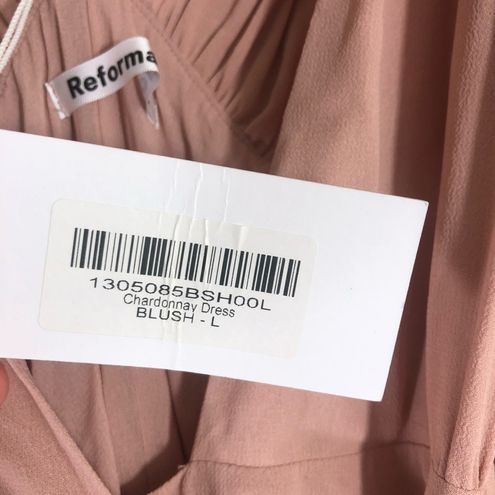 Reforma
1305085BSH00L
Chardonnay Dress
BLUSH - L